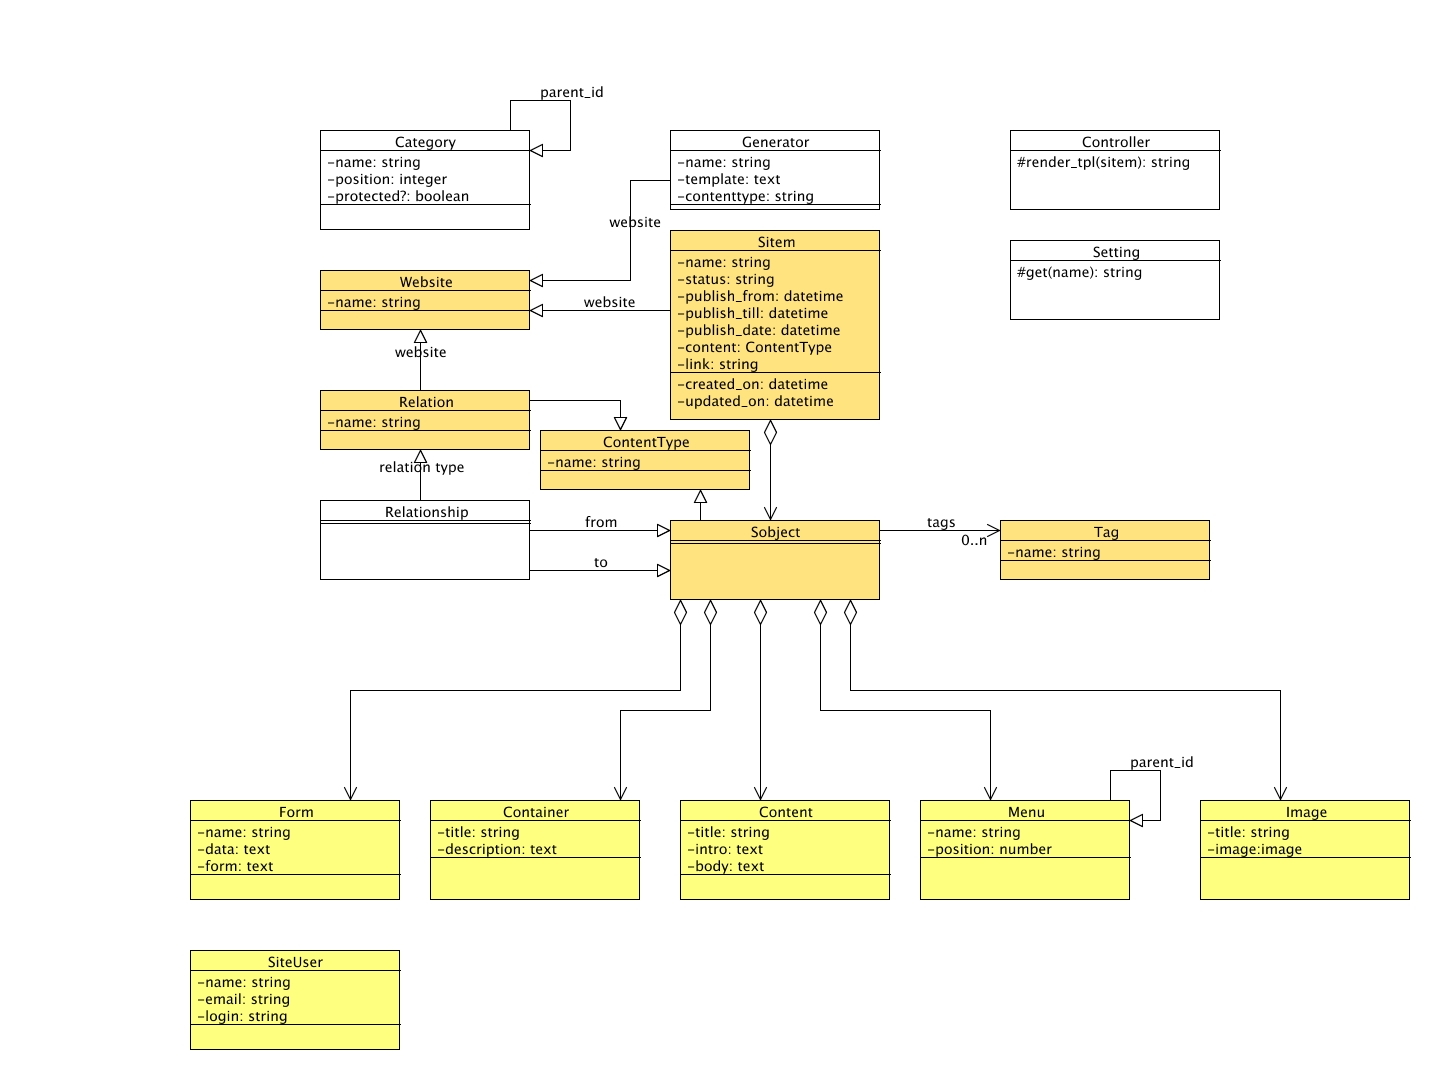 parent_id
Category
-name: string
-position: integer
-protected?: boolean
Generator
-name: string
-template: text
-contenttype: string
Controller
#render_tpl(sitem): string
website
Sitem
-name: string
-status: string
-publish_from: datetime
-publish_till: datetime
-publish_date: datetime
-content: ContentType
-link: string
-created_on: datetime
-updated_on: datetime
Setting
#get(name): string
Website
-name: string
website
website
Relation
-name: string
ContentType
-name: string
relation type
Relationship
from
to
Sobject
tags
0..n
Tag
-name: string
parent_id
Form
-name: string
-data: text
-form: text
Container
-title: string
-description: text
Content
-title: string
-intro: text
-body: text
Menu
-name: string
-position: number
Image
-title: string
-image:image
SiteUser
-name: string
-email: string
-login: string